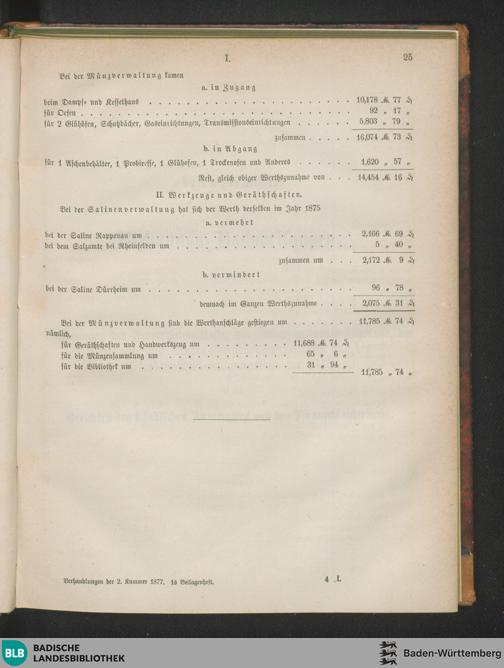 I. 25
Bei der Münzverwaltung kamen
a. in Zugang
beim Dampf- und Kesselhaus . . . 10,178 ℳ 77 ₰
für Oefen . . . 92 „ 17 „
für 2 Glühöfen, Schutzdächer, Gaseinrichtungen, Transmissionseinrichtungen . . . 5,803 „ 79 „
zusammen . . . 16,074 ℳ 73 ₰
b. in Abgang
für 1 Aschenbehälter, 1 Probiresse, 1 Glühofen, 1 Trockenofen und Anderes . . . 1,620 „ 57 „
Rest, gleich obiger Werthszunahme von . . . 14,454 ℳ 16 ₰
II. Werkzeuge und Geräthschaften.
Bei der Salinenverwaltung hat sich der Werth derselben im Jahr 1875
a. vermehrt
bei der Saline Rappenau um . . . 2,166 ℳ 69 ₰
bei dem Salzamte bei Rheinfelden um . . . 5 „ 40 „
zusammen um . . . 2,172 ℳ 9 ₰
b. vermindert
bei der Saline Dürrheim um . . . 96 „ 78 „
demnach im Ganzen Werthszunahme . . . 2,075 ℳ 31 ₰
Bei der Münzverwaltung sind die Werthanschläge gestiegen um . . . 11,785 ℳ 74 ₰
nämlich,
für Geräthschaften und Handwerkszeug um . . . 11,688 ℳ 74 ₰
für die Münzensammlung um . . . 65 „ 6 „
für die Bibliothek um . . . 31 „ 94 „
11,785 „ 74 „
Verhandlungen der 2. Kammer 1877, 1s Beilagenheft. 4 I.
BLB BADISCHE LANDESBIBLIOTHEK
Baden-Württemberg